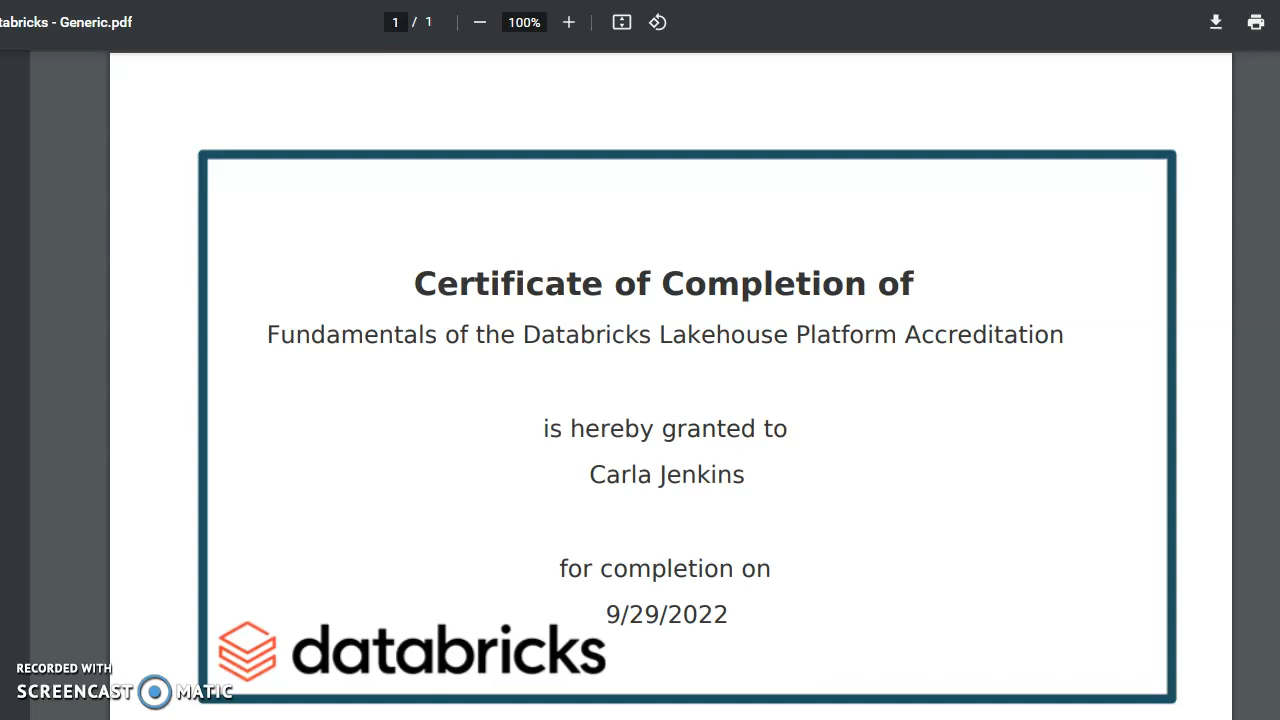 tabricks - Generic.pdf
1 / 1
100%
Certificate of Completion of
Fundamentals of the Databricks Lakehouse Platform Accreditation
is hereby granted to
Carla Jenkins
for completion on
9/29/2022
databricks
RECORDED WITH
SCREENCAST MATIC